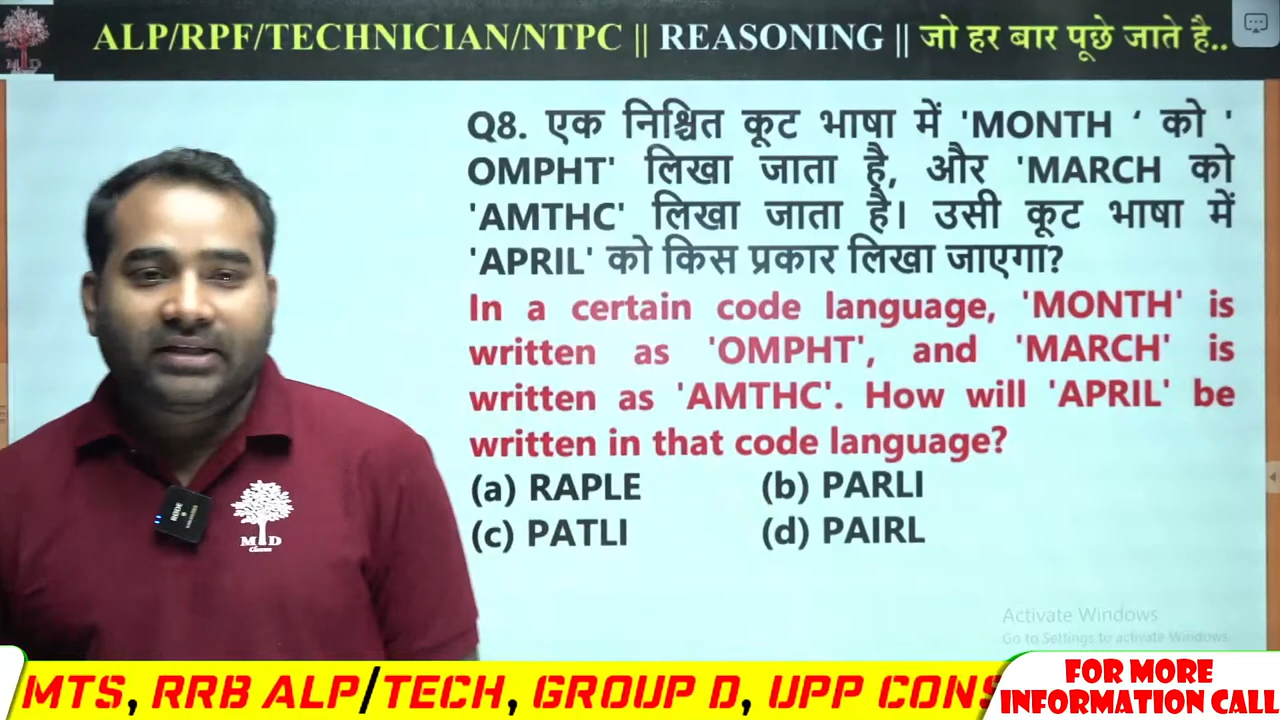 ALP/RPF/TECHNICIAN/NTPC || REASONING || जो हर बार पूछे जाते है..
Q8. एक निश्चित कूट भाषा में 'MONTH ‘ को '
OMPHT' लिखा जाता है, और 'MARCH को
'AMTHC' लिखा जाता है। उसी कूट भाषा में
'APRIL' को किस प्रकार लिखा जाएगा?
In a certain code language, 'MONTH' is
written as 'OMPHT', and 'MARCH' is
written as 'AMTHC'. How will 'APRIL' be
written in that code language?
(a) RAPLE (b) PARLI
(c) PATLI (d) PAIRL
M D
Classes
Activate Windows
Go to Settings to activate Windows.
MTS, RRB ALP/TECH, GROUP D, UPP CONS
FOR MORE
INFORMATION CALL